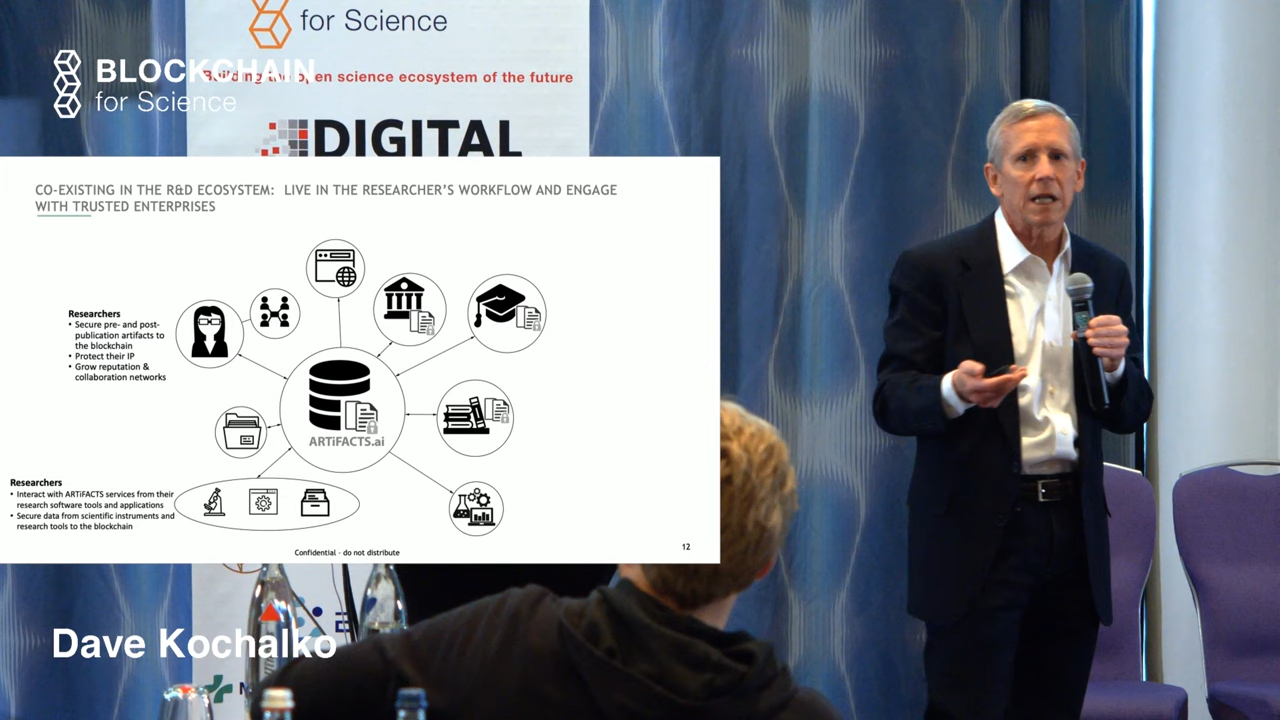 for Science
BLOCKCHAIN
for Science
Building the open science ecosystem of the future
DIGITAL
CO-EXISTING IN THE R&D ECOSYSTEM: LIVE IN THE RESEARCHER'S WORKFLOW AND ENGAGE
WITH TRUSTED ENTERPRISES
Researchers
• Secure pre- and post-
publication artifacts to
the blockchain
• Protect their IP
• Grow reputation &
collaboration networks
ARTiFACTS.ai
Researchers
• Interact with ARTiFACTS services from their
research software tools and applications
• Secure data from scientific instruments and
research tools to the blockchain
Confidential - do not distribute
12
Dave Kochalko